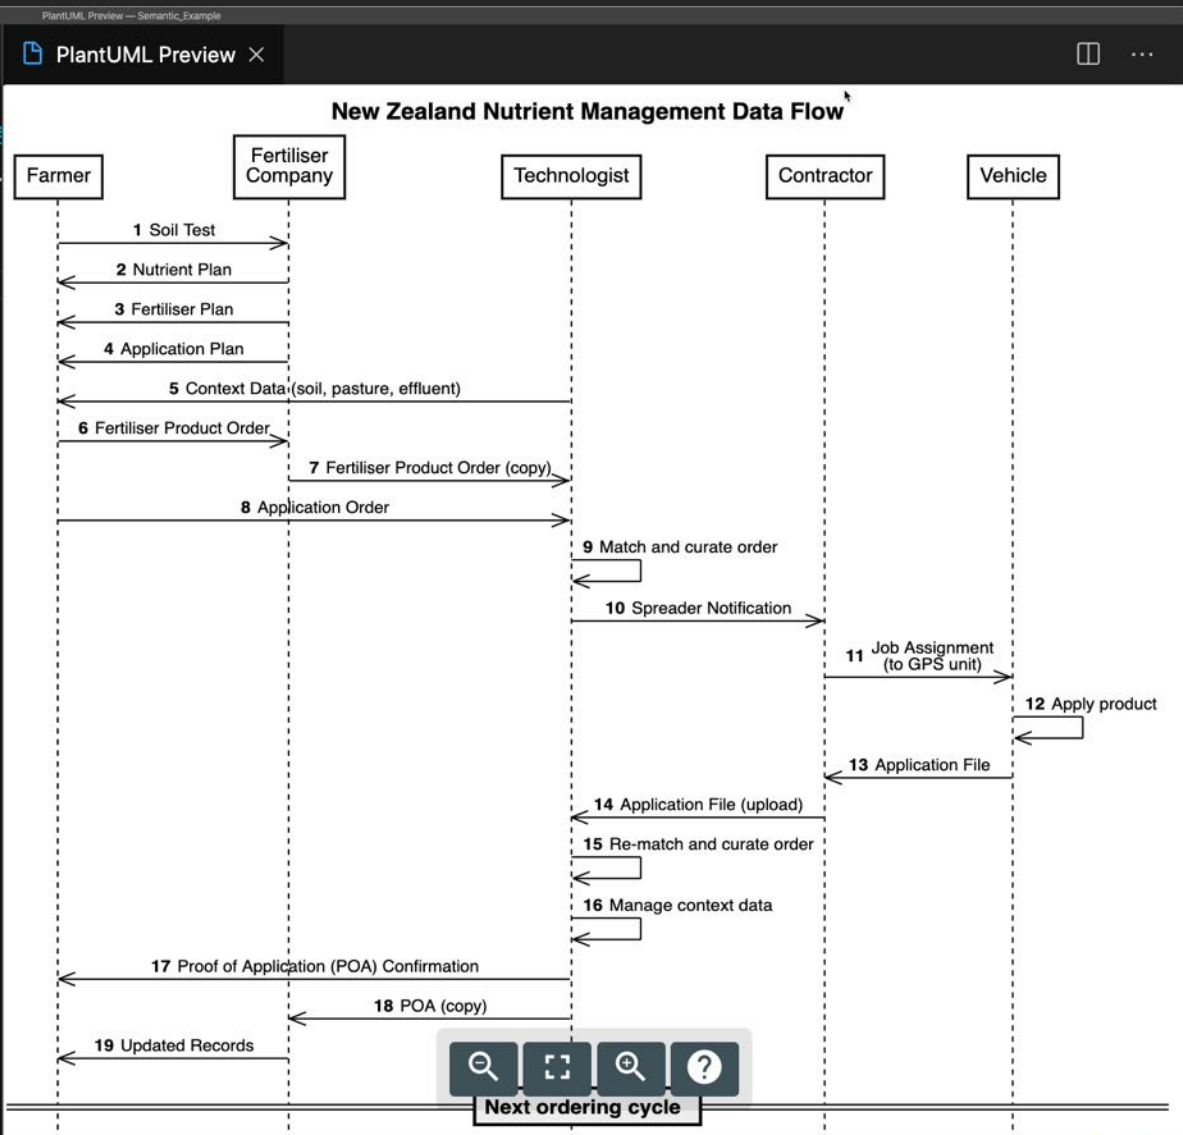 PlantUML Preview — Semantic_Example
PlantUML Preview
New Zealand Nutrient Management Data Flow
Farmer
Fertiliser
Company
Technologist
Contractor
Vehicle
1 Soil Test
2 Nutrient Plan
3 Fertiliser Plan
4 Application Plan
5 Context Data (soil, pasture, effluent)
6 Fertiliser Product Order
7 Fertiliser Product Order (copy)
8 Application Order
9 Match and curate order
10 Spreader Notification
11 Job Assignment
(to GPS unit)
12 Apply product
13 Application File
14 Application File (upload)
15 Re-match and curate order
16 Manage context data
17 Proof of Application (POA) Confirmation
18 POA (copy)
19 Updated Records
Next ordering cycle